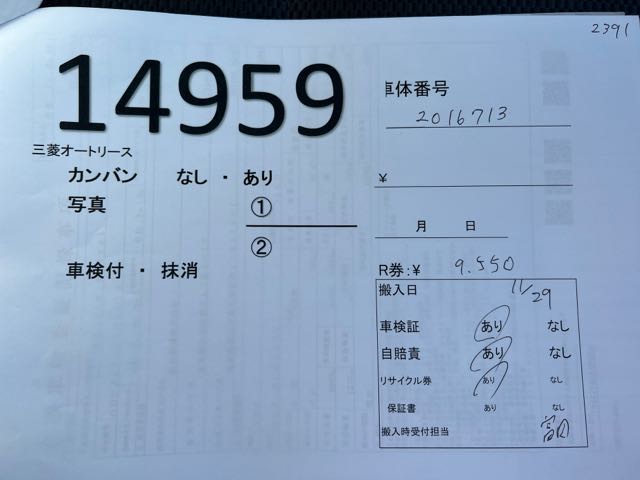 2391
14959
車体番号
2016713
三菱オートリース
カンバン なし ・ あり
¥
写真 ①
月 日
②
車検付 ・ 抹消
R券:¥ 9.550
搬入日 11/29
車検証 あり なし
自賠責 あり なし
リサイクル券 あり なし
保証書 あり なし
搬入時受付担当